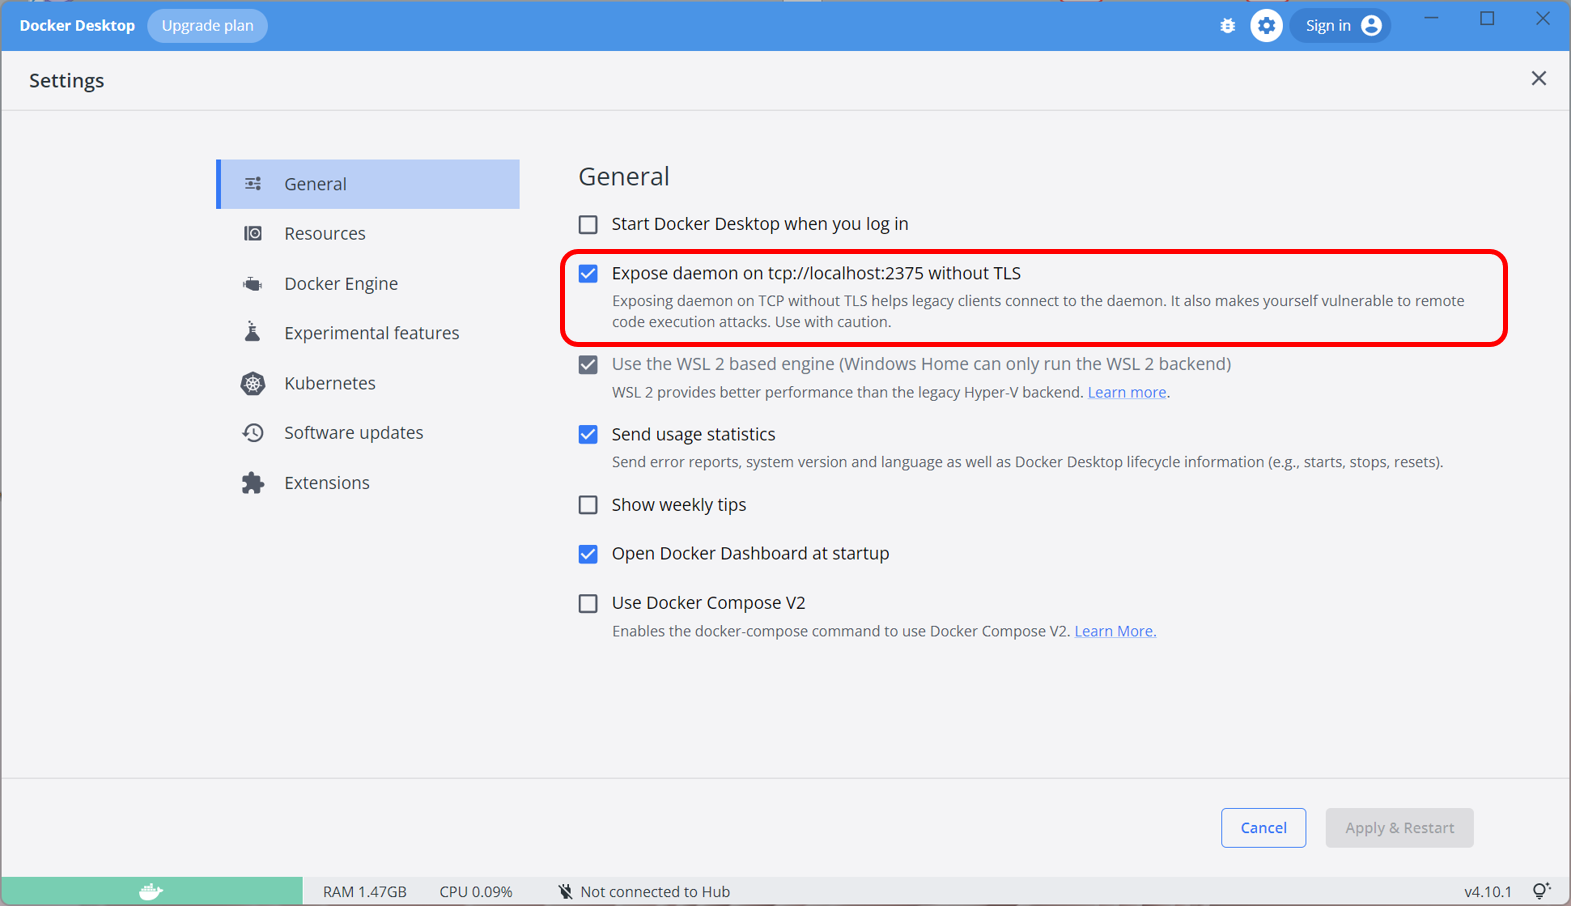 Docker Desktop
Upgrade plan
Sign in
Settings
General
Resources
Docker Engine
Experimental features
Kubernetes
Software updates
Extensions
General
Start Docker Desktop when you log in
Expose daemon on tcp://localhost:2375 without TLS
Exposing daemon on TCP without TLS helps legacy clients connect to the daemon. It also makes yourself vulnerable to remote
code execution attacks. Use with caution.
Use the WSL 2 based engine (Windows Home can only run the WSL 2 backend)
WSL 2 provides better performance than the legacy Hyper-V backend. Learn more.
Send usage statistics
Send error reports, system version and language as well as Docker Desktop lifecycle information (e.g., starts, stops, resets).
Show weekly tips
Open Docker Dashboard at startup
Use Docker Compose V2
Enables the docker-compose command to use Docker Compose V2. Learn More.
Cancel
Apply & Restart
RAM 1.47GB
CPU 0.09%
Not connected to Hub
v4.10.1